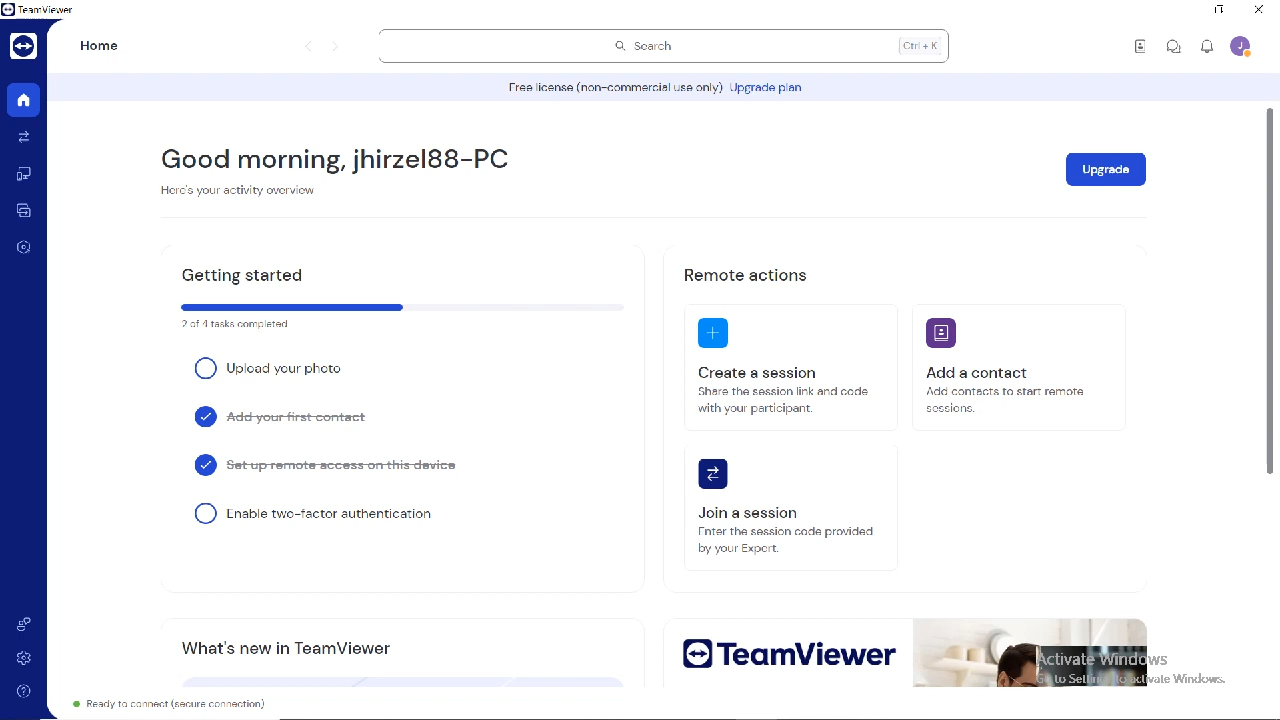 TeamViewer
Home
Search
Ctrl + K
J
Free license (non-commercial use only) Upgrade plan
Good morning, jhirzel88-PC
Here's your activity overview
Upgrade
Getting started
2 of 4 tasks completed
Upload your photo
Add your first contact
Set up remote access on this device
Enable two-factor authentication
Remote actions
Create a session
Share the session link and code
with your participant.
Add a contact
Add contacts to start remote
sessions.
Join a session
Enter the session code provided
by your Expert.
What's new in TeamViewer
TeamViewer
Activate Windows
Go to Settings to activate Windows.
Ready to connect (secure connection)